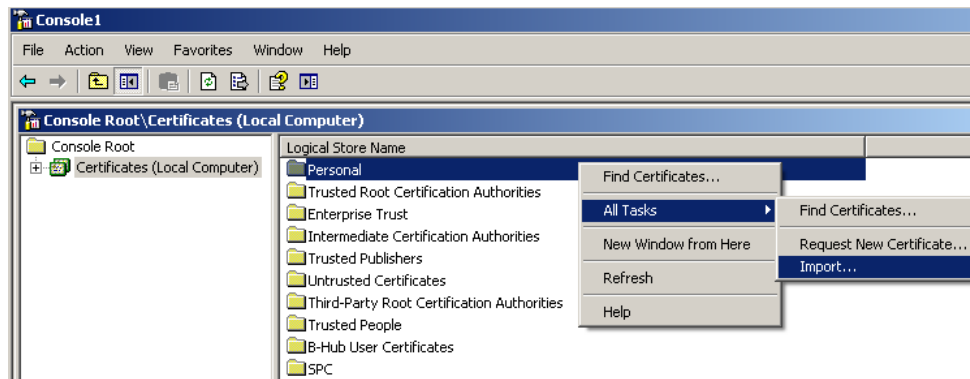 Console1
File Action View Favorites Window Help
Console Root\Certificates (Local Computer)
Console Root
Certificates (Local Computer)
Logical Store Name
Personal
Trusted Root Certification Authorities
Enterprise Trust
Intermediate Certification Authorities
Trusted Publishers
Untrusted Certificates
Third-Party Root Certification Authorities
Trusted People
B-Hub User Certificates
SPC
Find Certificates...
All Tasks
New Window from Here
Refresh
Help
Find Certificates...
Request New Certificate...
Import...